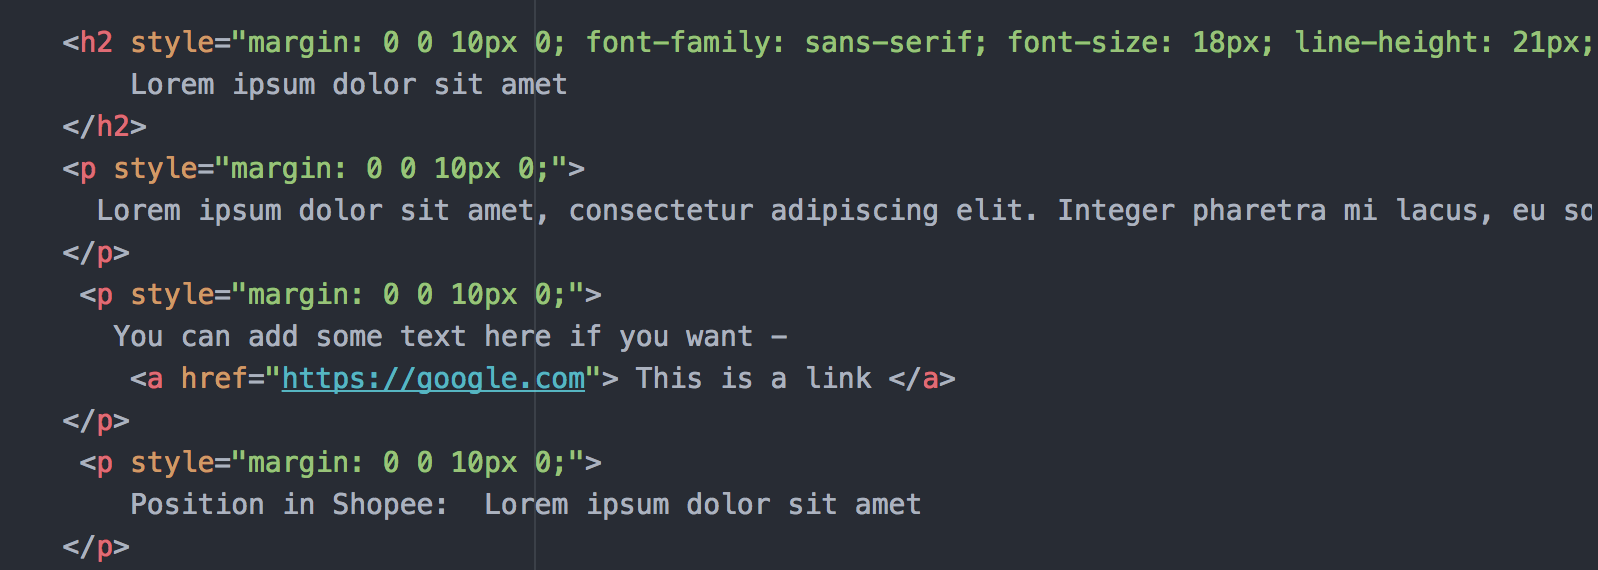 <h2 style="margin: 0 0 10px 0; font-family: sans-serif; font-size: 18px; line-height: 21px;
Lorem ipsum dolor sit amet
</h2>
<p style="margin: 0 0 10px 0;">
Lorem ipsum dolor sit amet, consectetur adipiscing elit. Integer pharetra mi lacus, eu
</p>
<p style="margin: 0 0 10px 0;">
You can add some text here if you want -
<a href="https://google.com"> This is a link </a>
</p>
<p style="margin: 0 0 10px 0;">
Position in Shopee:  Lorem ipsum dolor sit amet
</p>